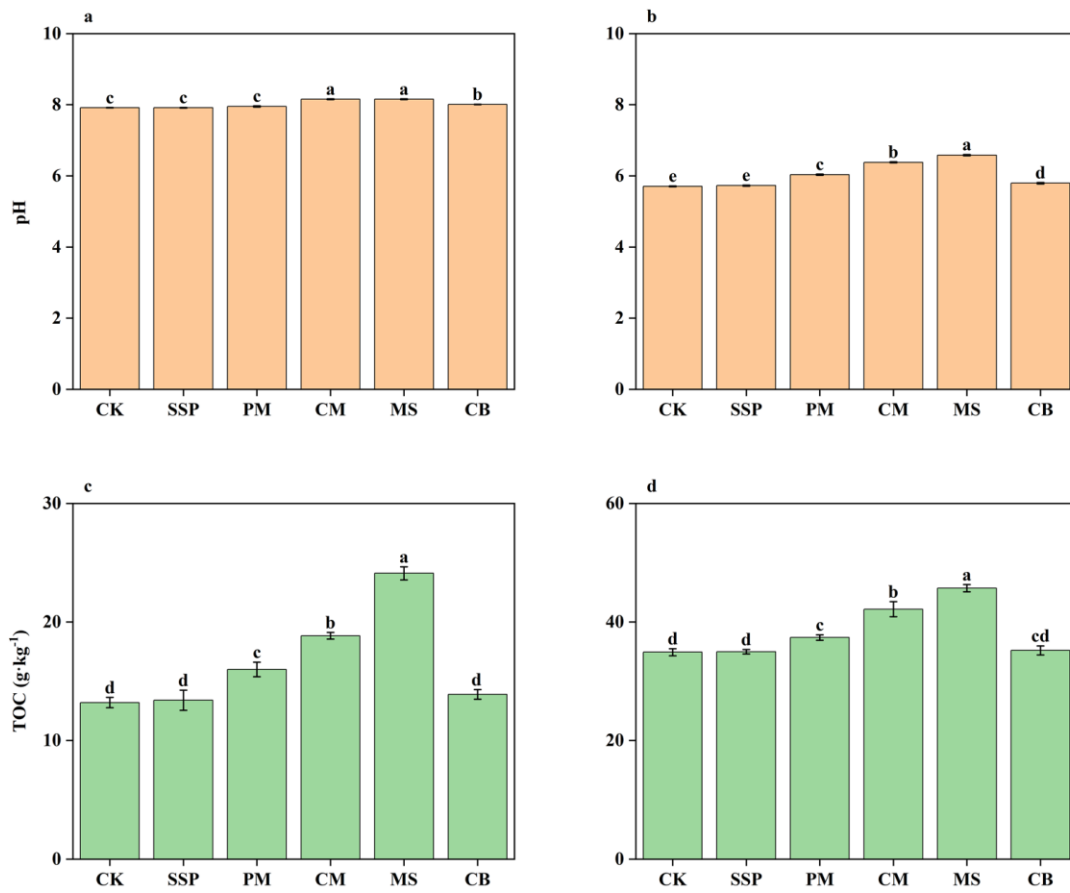 a
10
8
6
4
2
0
pH
c c c a a b
CK SSP PM CM MS CB
b
10
8
6
4
2
0
e e c b a d
CK SSP PM CM MS CB
c
30
20
10
0
TOC (g·kg⁻¹)
d d c b a d
CK SSP PM CM MS CB
d
60
40
20
0
d d c b a cd
CK SSP PM CM MS CB